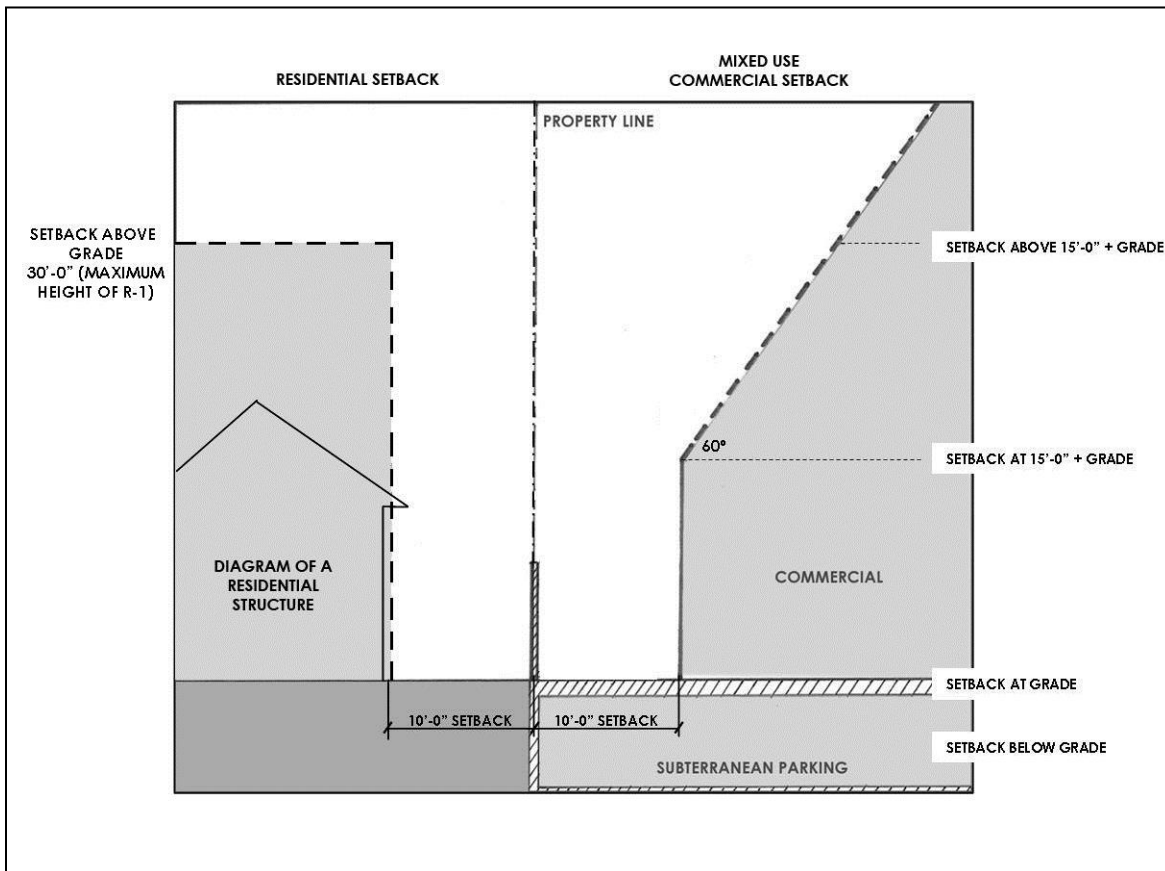 RESIDENTIAL SETBACK
MIXED USE
COMMERCIAL SETBACK
PROPERTY LINE
SETBACK ABOVE
GRADE
30'-0" (MAXIMUM
HEIGHT OF R-1)
SETBACK ABOVE 15'-0" + GRADE
60°
SETBACK AT 15'-0" + GRADE
DIAGRAM OF A
RESIDENTIAL
STRUCTURE
COMMERCIAL
SETBACK AT GRADE
10'-0" SETBACK
10'-0" SETBACK
SETBACK BELOW GRADE
SUBTERRANEAN PARKING